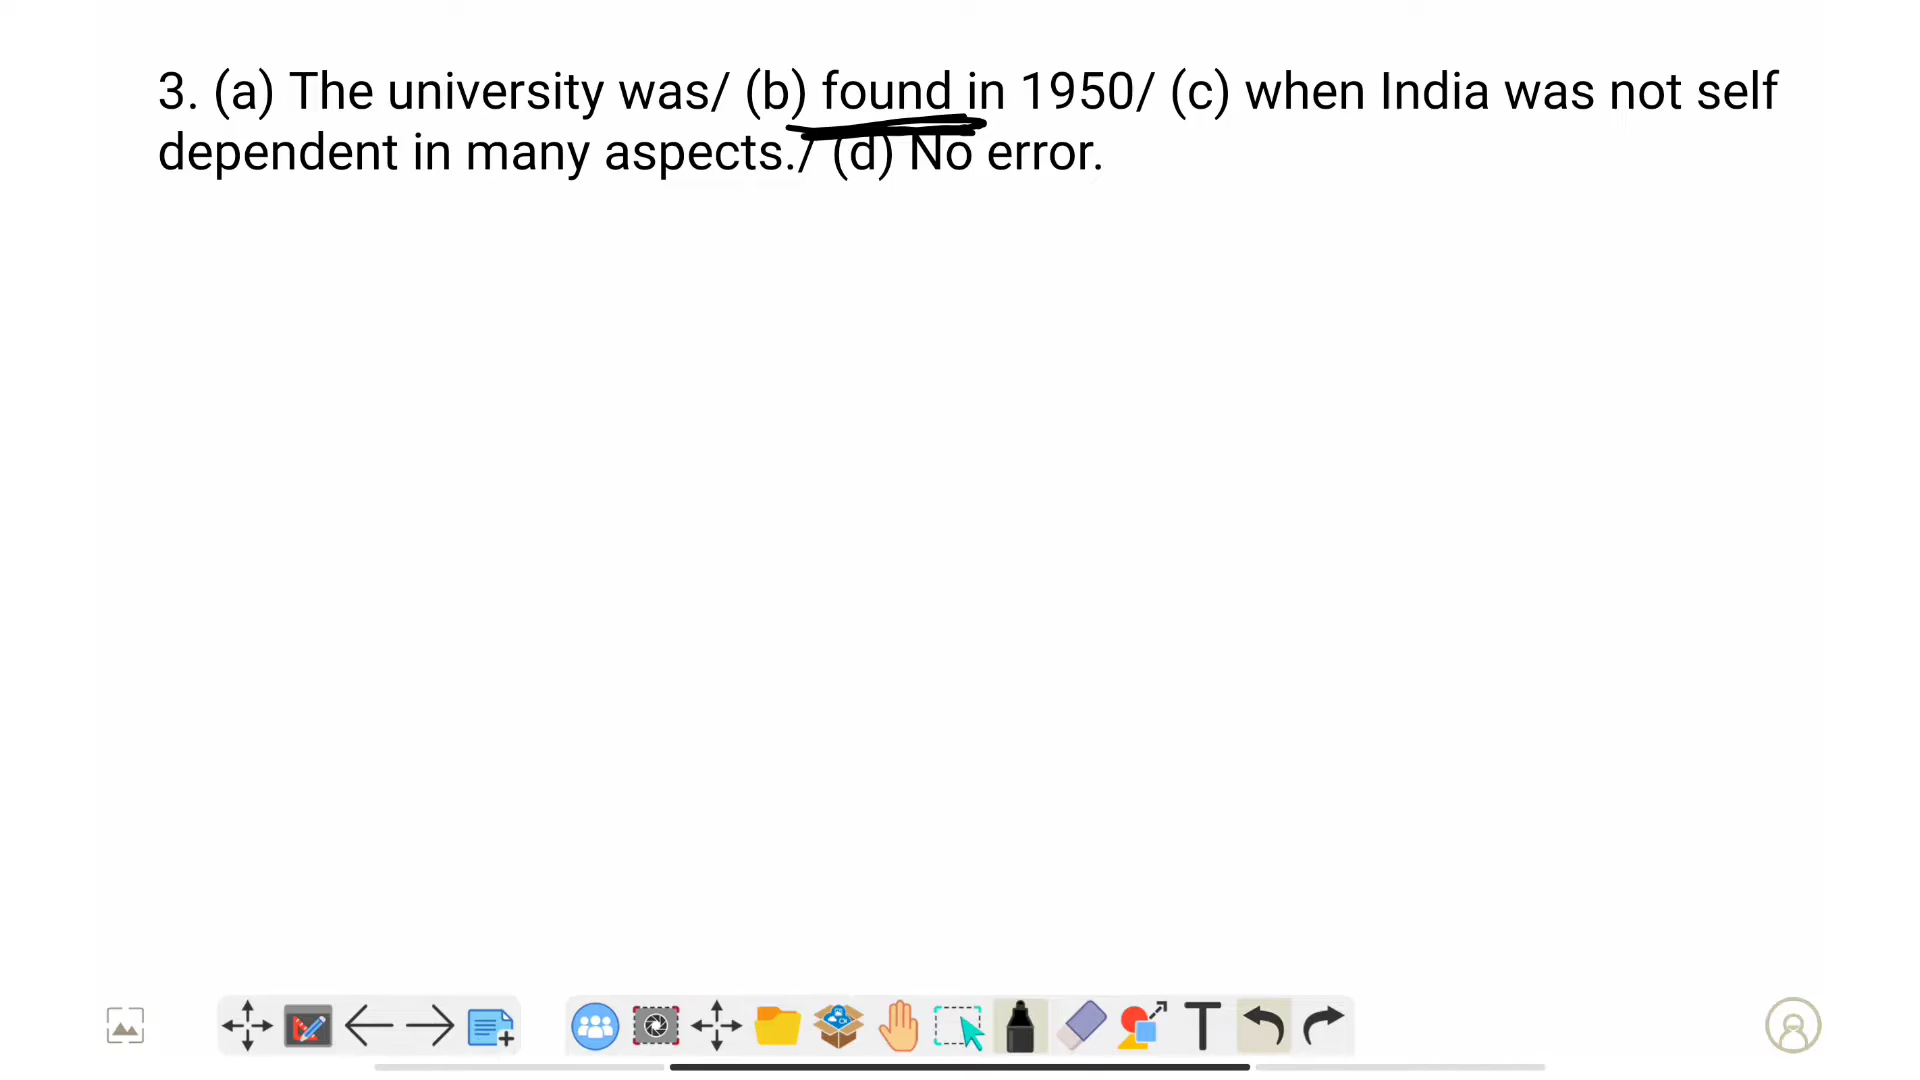 3. (a) The university was/ (b) found in 1950/ (c) when India was not self
dependent in many aspects./ (d) No error.